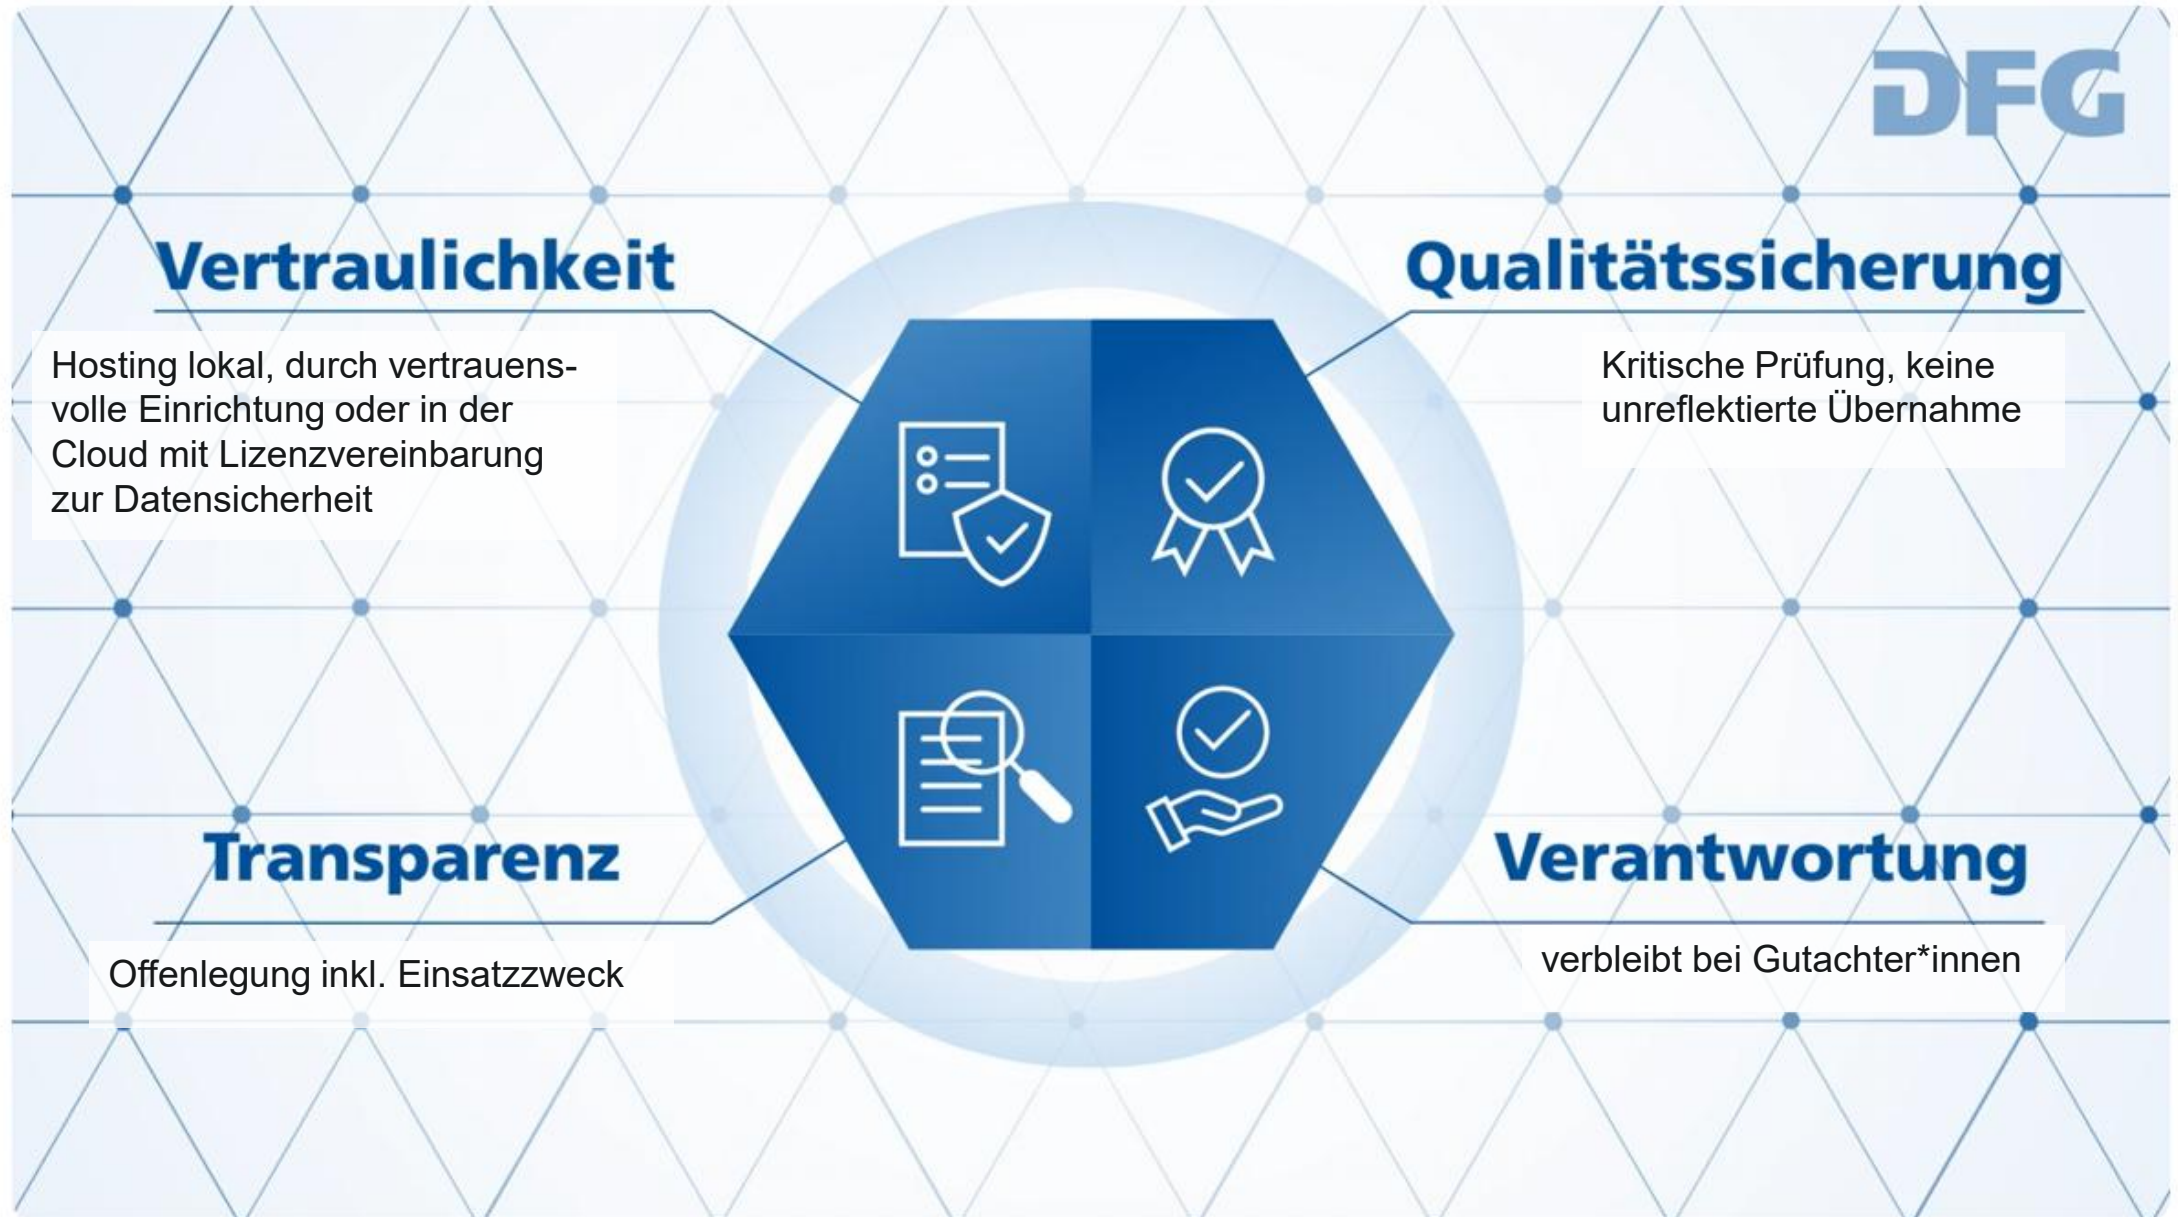 DFG
Vertraulichkeit
Hosting lokal, durch vertrauens-
volle Einrichtung oder in der
Cloud mit Lizenzvereinbarung
zur Datensicherheit
Qualitätssicherung
Kritische Prüfung, keine
unreflektierte Übernahme
Transparenz
Offenlegung inkl. Einsatzzweck
Verantwortung
verbleibt bei Gutachter*innen